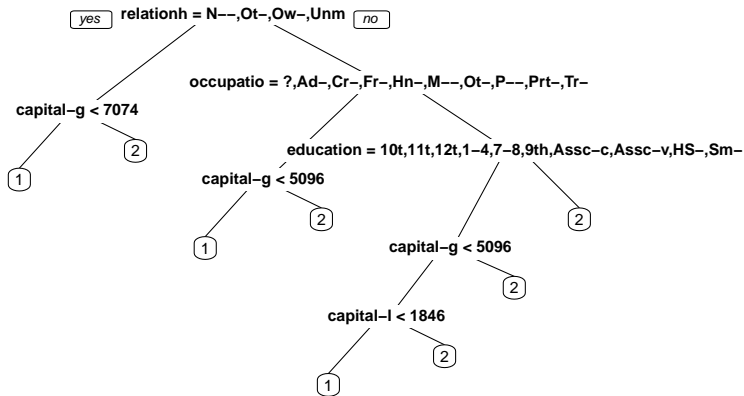 yes relationh = N--,Ot-,Ow-,Unm no
occupatio = ?,Ad-,Cr-,Fr-,Hn-,M--,Ot-,P--,Prt-,Tr-
capital-g < 7074
2
education = 10t,11t,12t,1-4,7-8,9th,Assc-c,Assc-v,HS-,Sm-
1
capital-g < 5096
2
2
1
capital-g < 5096
2
capital-l < 1846
2
1